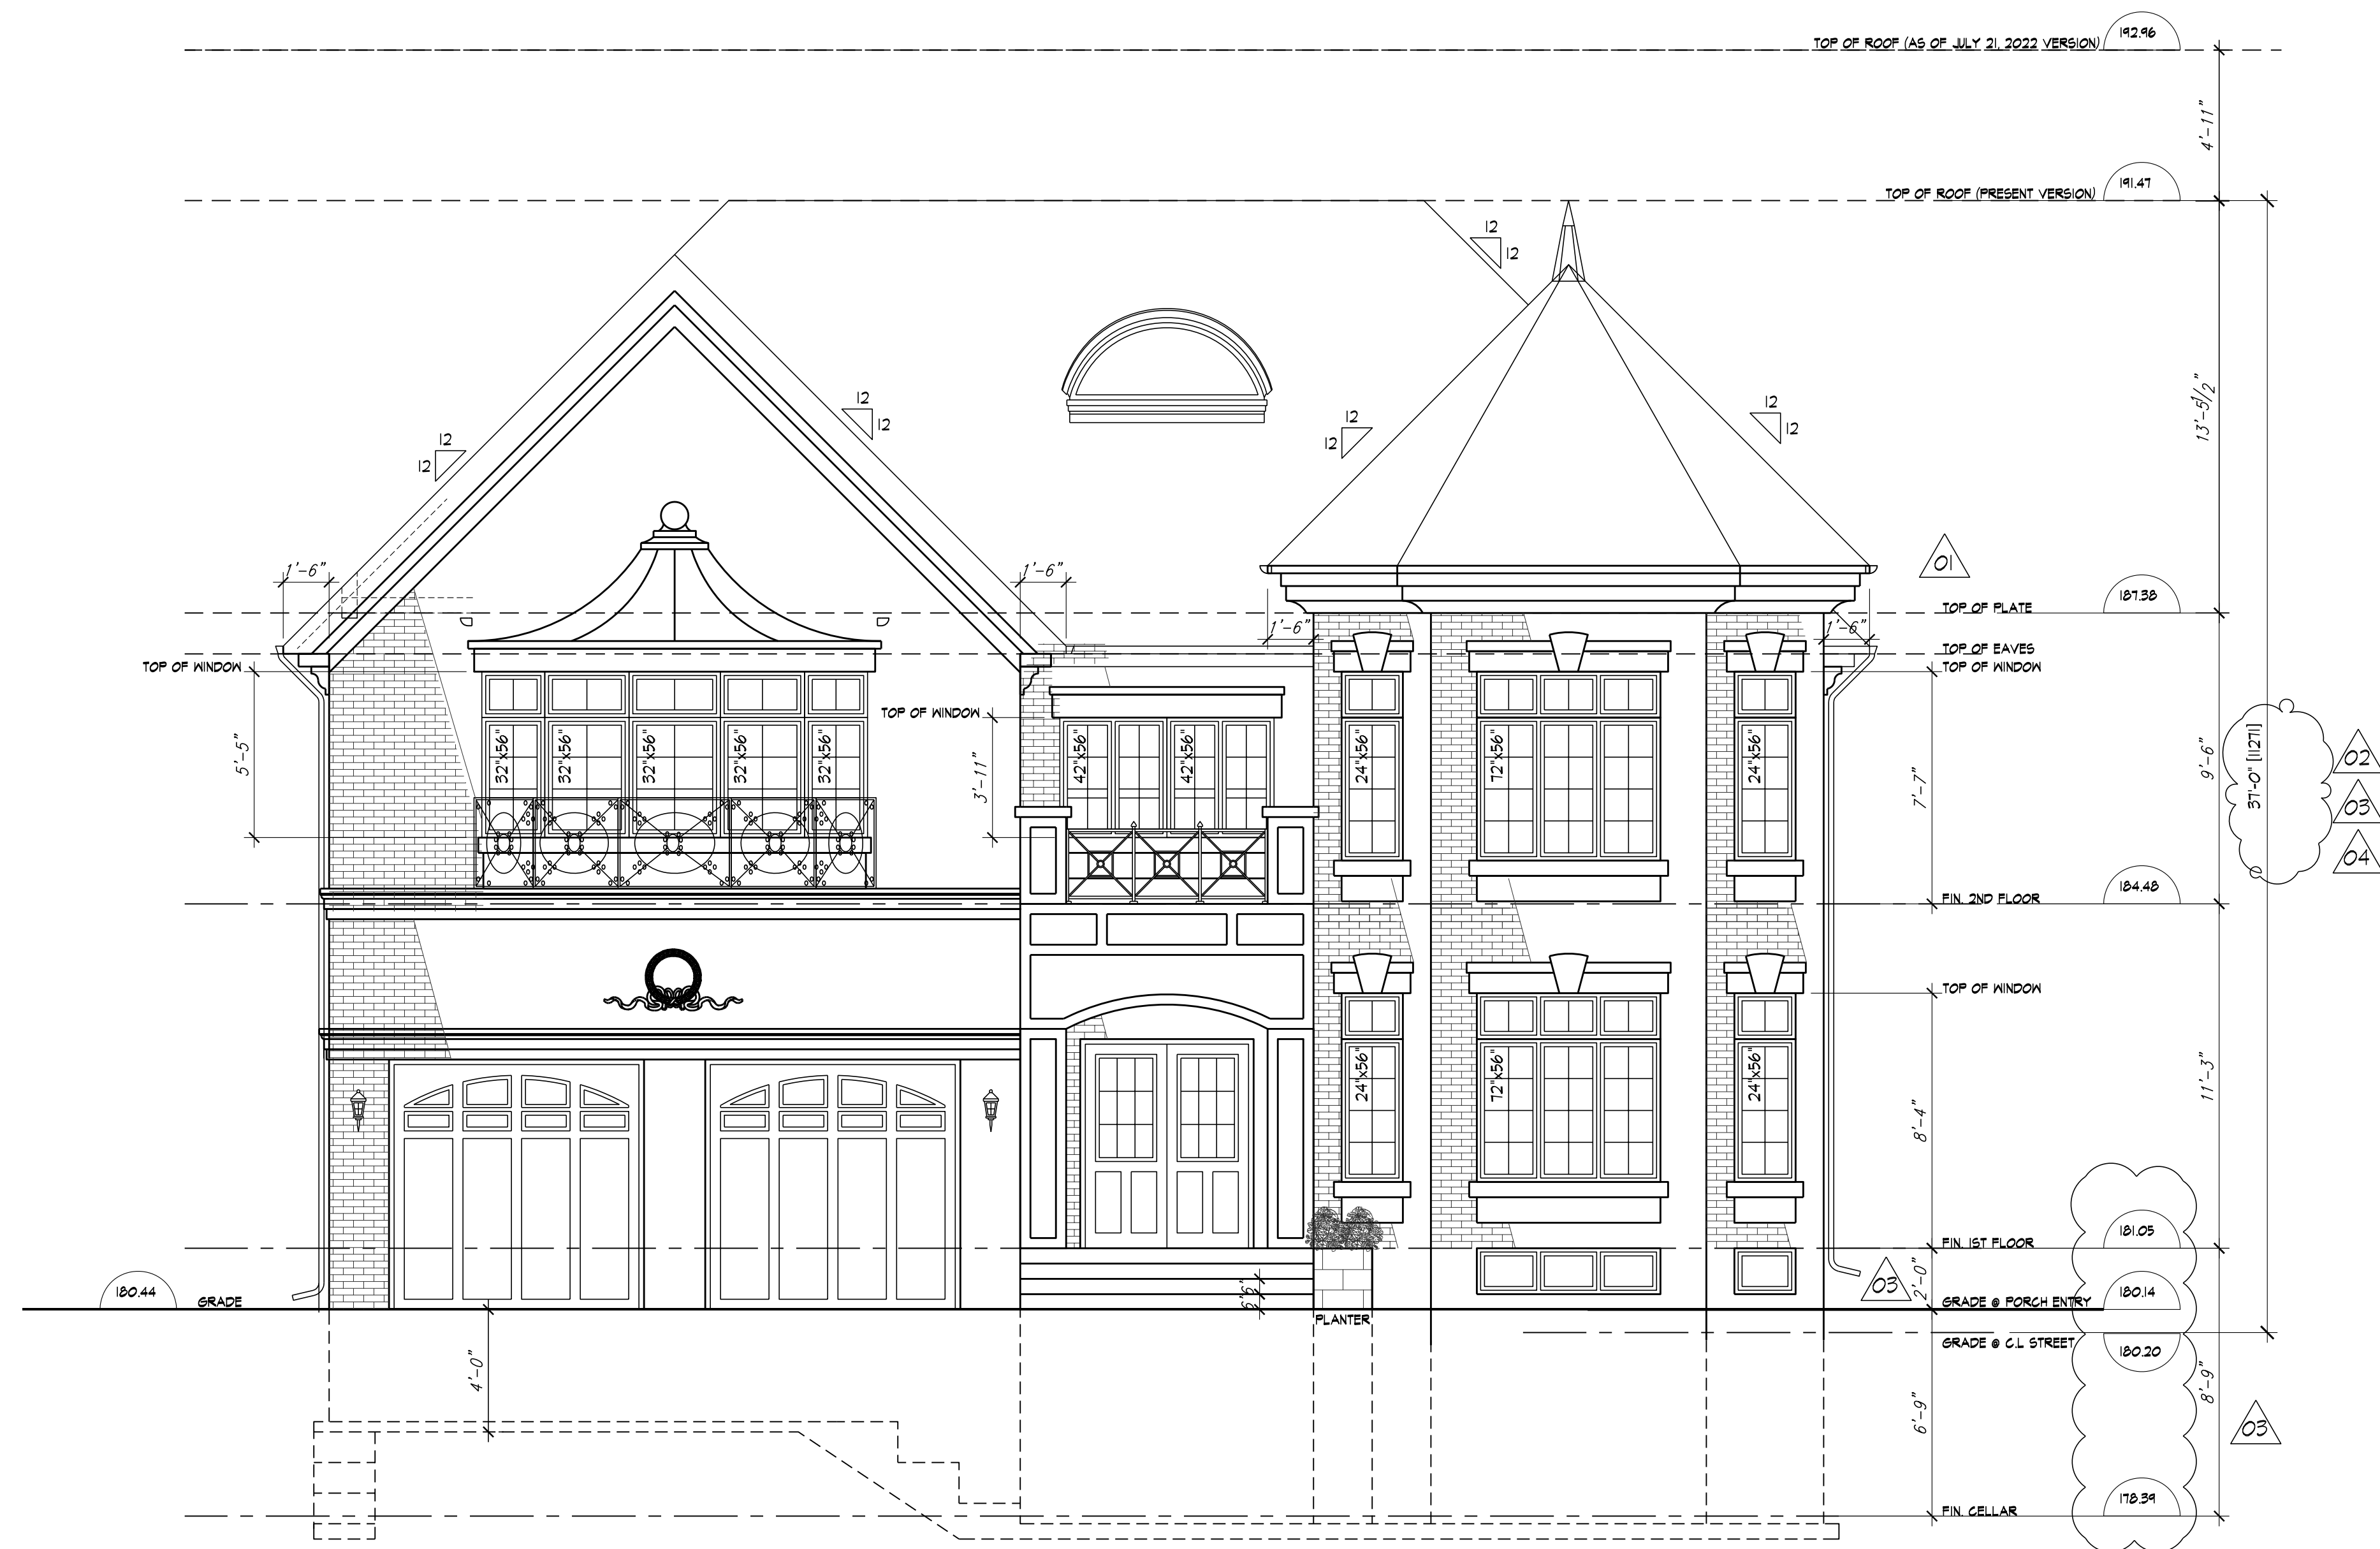 192.96
TOP OF ROOF (AS OF JULY 21, 2022 VERSION)
4'-11"
191.47
TOP OF ROOF (PRESENT VERSION)
12
12
12
12
12
12
12
12
12
12
13'-5 1/2"
01
1'-6"
1'-6"
1'-6"
1'-6"
187.38
TOP OF PLATE
TOP OF EAVES
TOP OF WINDOW
TOP OF WINDOW
TOP OF WINDOW
5'-5"
32"x56"
32"x56"
32"x56"
32"x56"
32"x56"
3'-11"
42"x56"
42"x56"
24"x56"
72"x56"
24"x56"
7'-7"
9'-6"
37'-0" [11271]
02
03
04
184.48
FIN. 2ND FLOOR
TOP OF WINDOW
24"x56"
72"x56"
24"x56"
8'-4"
11'-3"
181.05
FIN. 1ST FLOOR
180.44
GRADE
6"
6"
03
2'-0"
180.14
GRADE @ PORCH ENTRY
PLANTER
GRADE @ C.L STREET
180.20
4'-0"
6'-9"
8'-9"
03
178.39
FIN. CELLAR